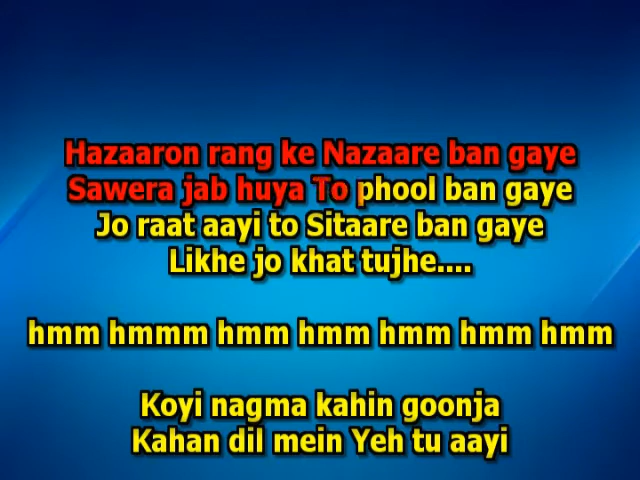 Hazaaron rang ke Nazaare ban gaye
Sawera jab huya To phool ban gaye
Jo raat aayi to Sitaare ban gaye
Likhe jo khat tujhe....
hmm hmmm hmm hmm hmm hmm hmm
Koyi nagma kahin goonja
Kahan dil mein Yeh tu aayi